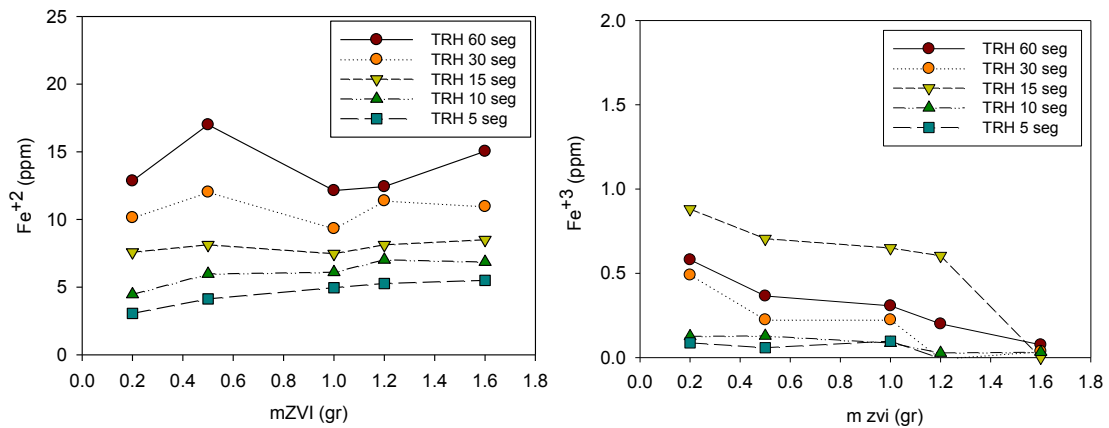 25
20
15
10
5
0
Fe+2 (ppm)
0.0 0.2 0.4 0.6 0.8 1.0 1.2 1.4 1.6 1.8
mZVI (gr)
TRH 60 seg
TRH 30 seg
TRH 15 seg
TRH 10 seg
TRH 5 seg
2.0
1.5
1.0
0.5
0.0
Fe+3 (ppm)
0.0 0.2 0.4 0.6 0.8 1.0 1.2 1.4 1.6 1.8
m zvi (gr)
TRH 60 seg
TRH 30 seg
TRH 15 seg
TRH 10 seg
TRH 5 seg